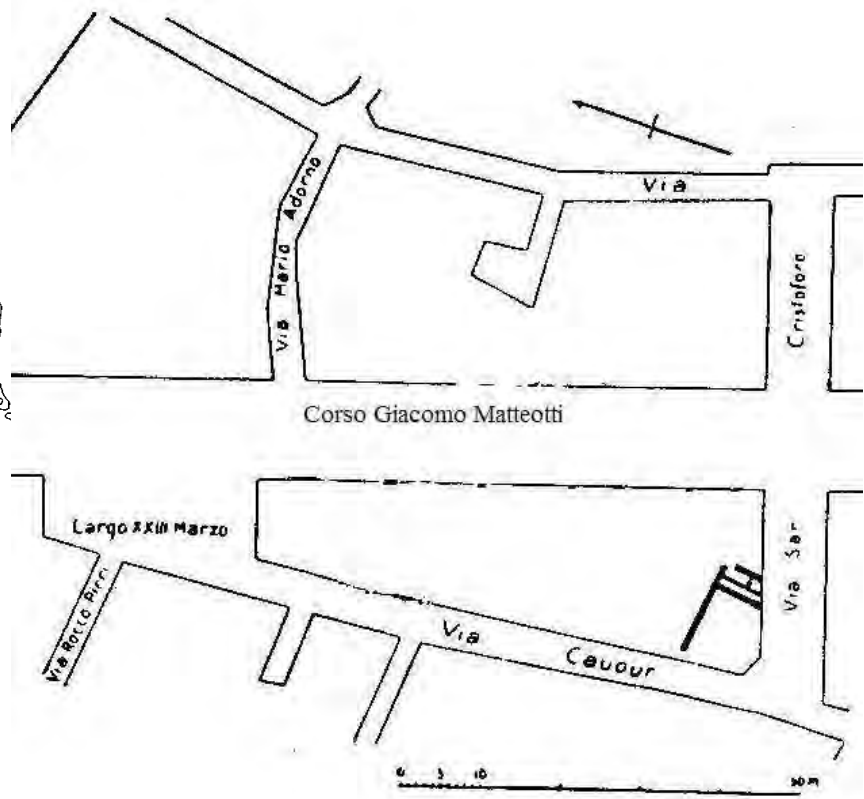 Via
Via Mario Adorno
Cristoforo
Corso Giacomo Matteotti
Largo XXIII Marzo
Via Sar
Via Rocco Pirri
Via Cavour
0 5 10 50 m